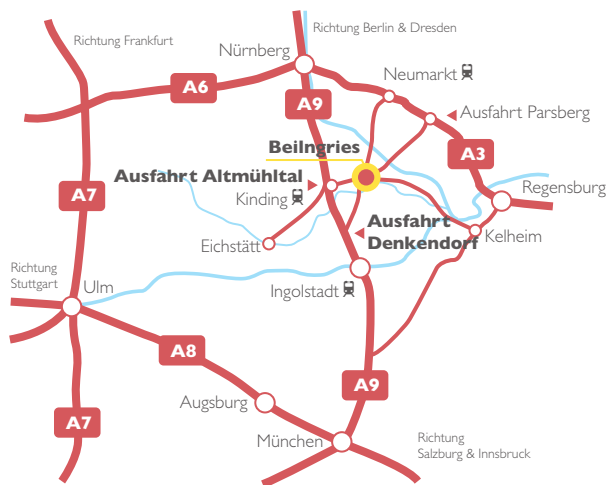 Richtung Berlin & Dresden
Richtung Frankfurt
Nürnberg
Neumarkt
A6
A9
Ausfahrt Parsberg
Beilngries
A3
Ausfahrt Altmühltal
A7
Kinding
Regensburg
Ausfahrt
Denkendorf
Kelheim
Eichstätt
Richtung
Stuttgart
Ulm
Ingolstadt
A8
A9
Augsburg
A7
München
Richtung
Salzburg & Innsbruck